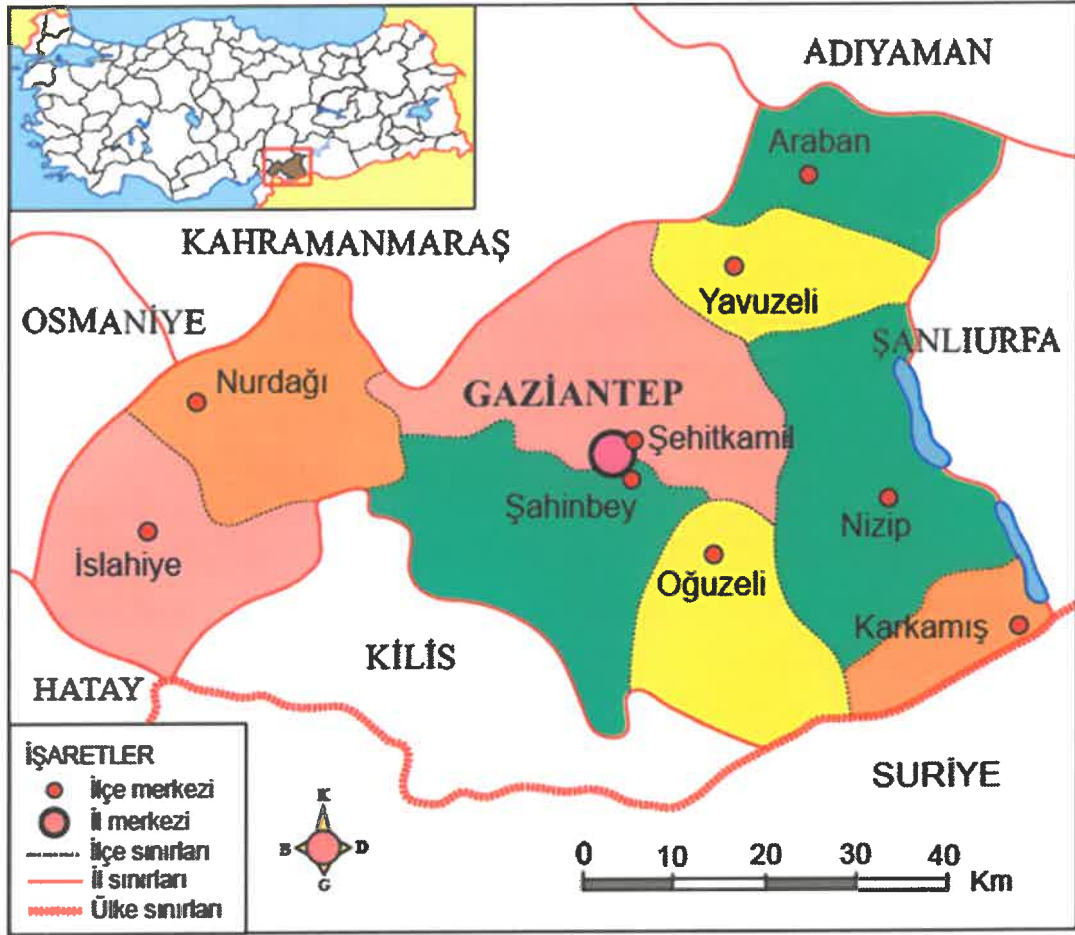 ADIYAMAN
Araban
KAHRAMANMARAŞ
Yavuzeli
OSMANİYE
ŞANLIURFA
Nurdağı
GAZİANTEP
Şehitkamil
Şahinbey
Nizip
İslahiye
Oğuzeli
Karkamış
KİLİS
HATAY
SURİYE
İŞARETLER
İlçe merkezi
İl merkezi
İlçe sınırları
İl sınırları
Ülke sınırları
K
B D
G
0 10 20 30 40
Km